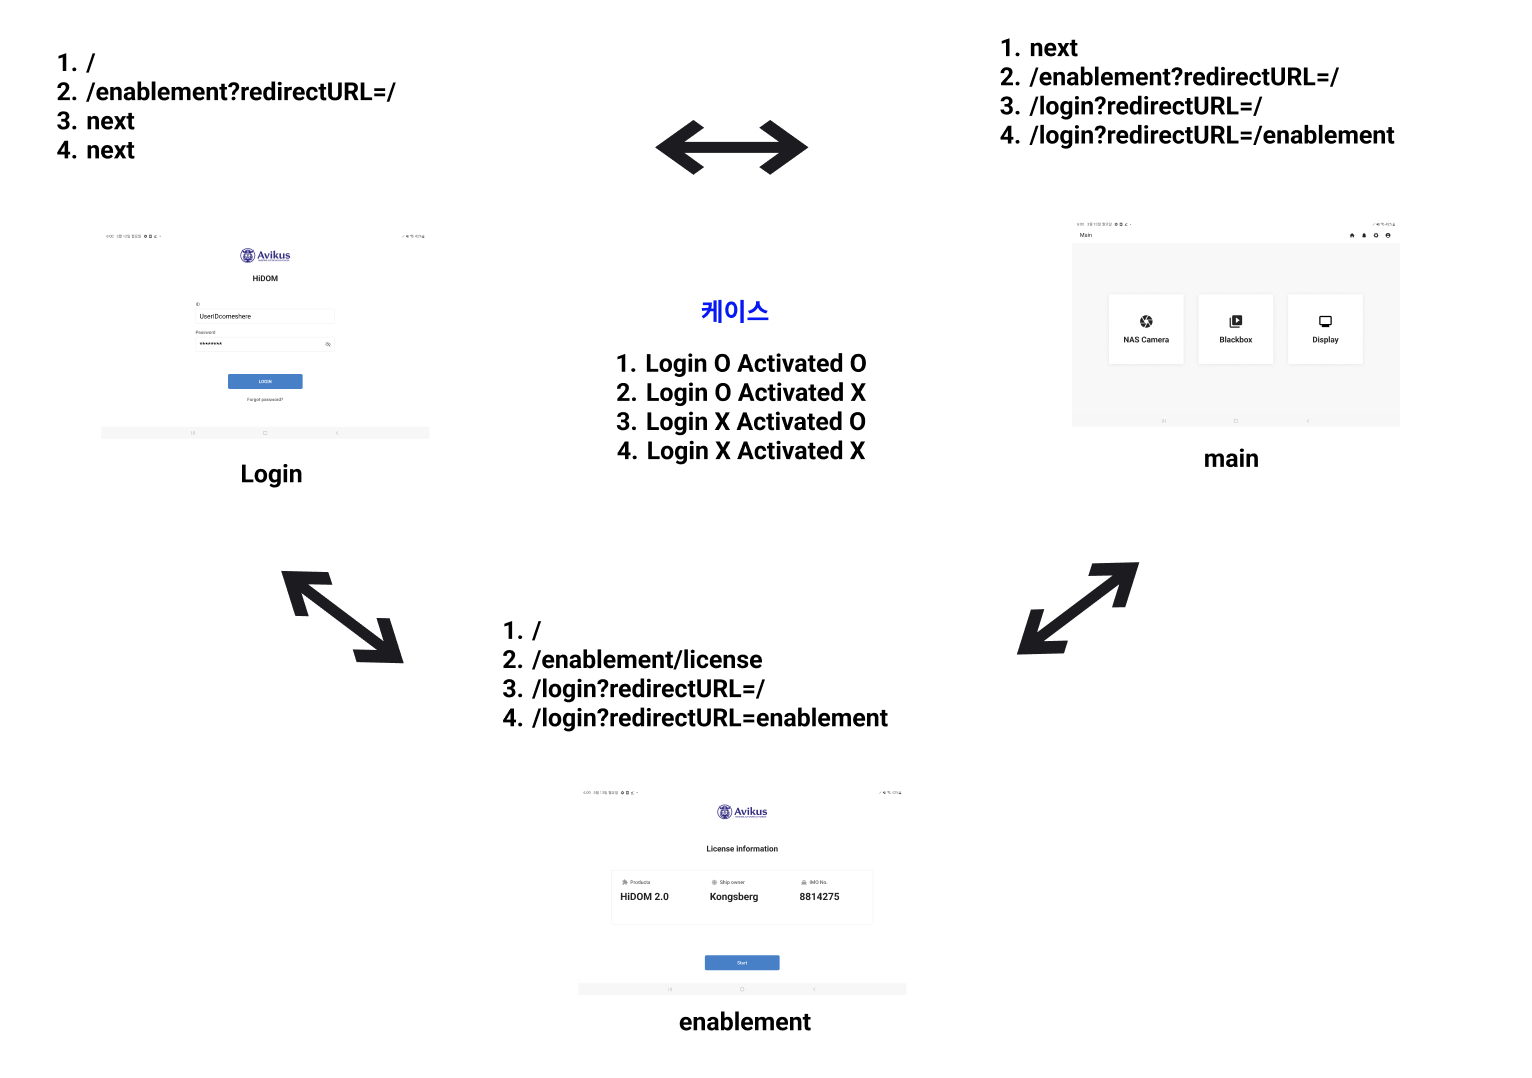 1. /
2. /enablement?redirectURL=/
3. next
4. next
1. next
2. /enablement?redirectURL=/
3. /login?redirectURL=/
4. /login?redirectURL=/enablement
Avikus
HiDOM
ID
UserIDcomeshere
Password
********
LOGIN
Forgot password?
Login
케이스
1. Login O Activated O
2. Login O Activated X
3. Login X Activated O
4. Login X Activated X
Main
NAS Camera
Blackbox
Display
main
1. /
2. /enablement/license
3. /login?redirectURL=/
4. /login?redirectURL=enablement
Avikus
License information
Products
Ship owner
IMO No.
HiDOM 2.0
Kongsberg
8814275
Start
enablement